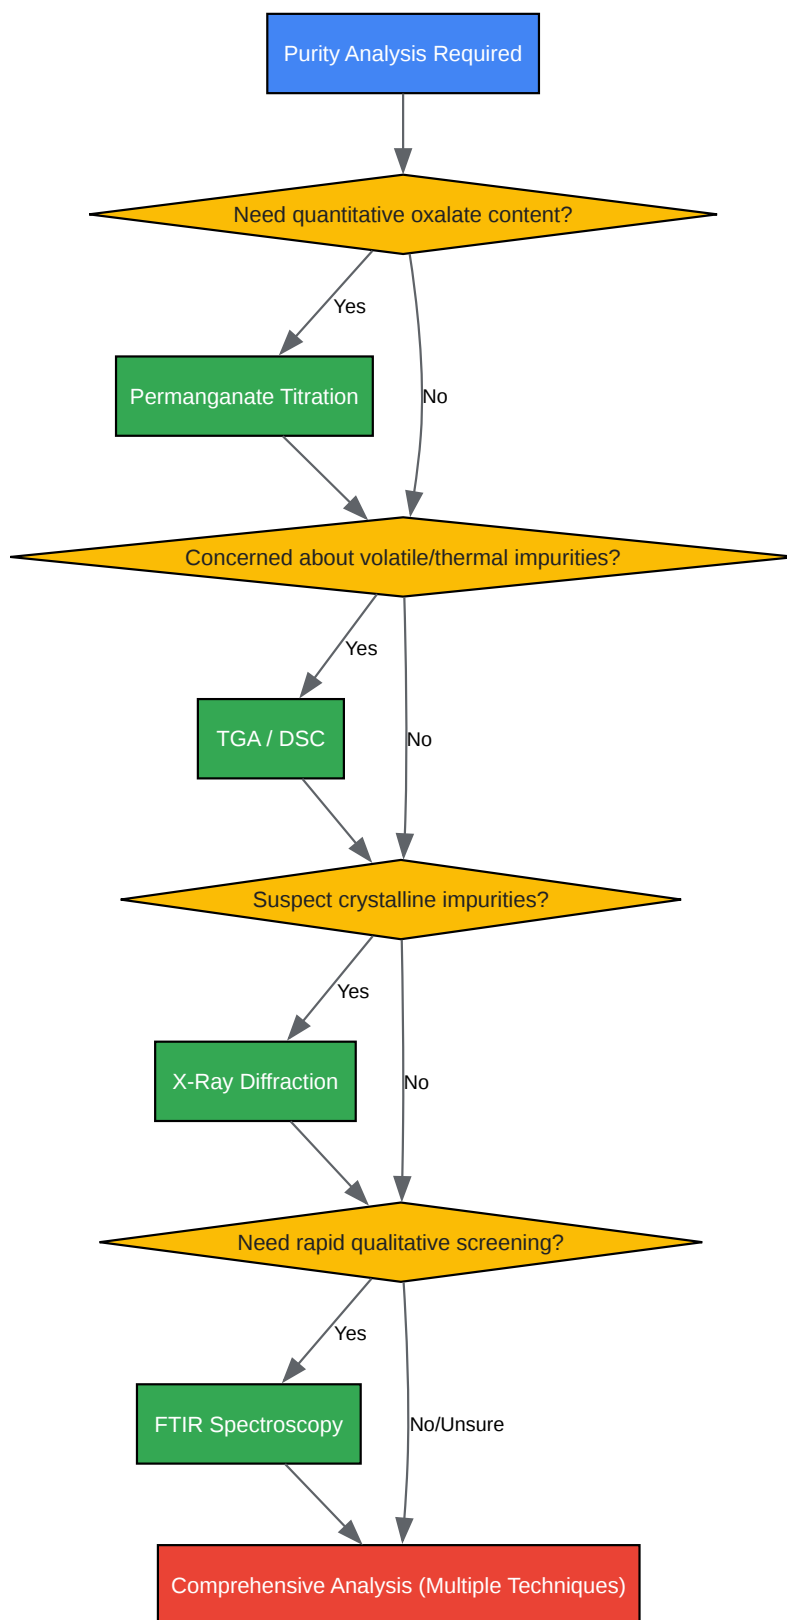 Purity Analysis Required
Need quantitative oxalate content?
Yes
Permanganate Titration
No
Concerned about volatile/thermal impurities?
Yes
TGA / DSC
No
Suspect crystalline impurities?
Yes
X-Ray Diffraction
No
Need rapid qualitative screening?
Yes
FTIR Spectroscopy
No/Unsure
Comprehensive Analysis (Multiple Techniques)